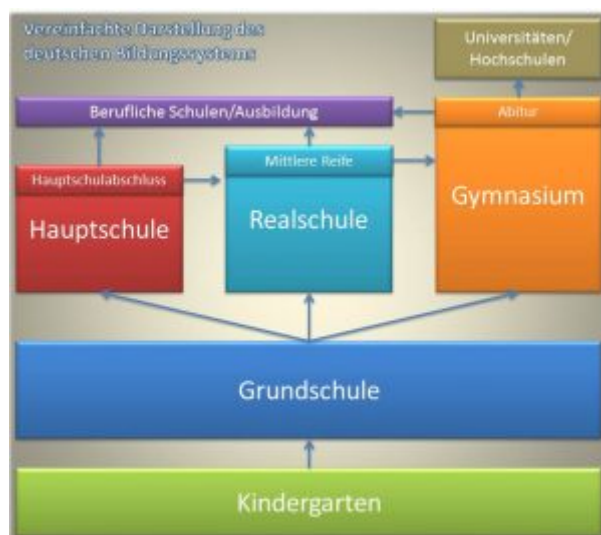 Vereinfachte Darstellung des
deutschen Bildungssystems
Universitäten/
Hochschulen
Berufliche Schulen/Ausbildung
Abitur
Mittlere Reife
Hauptschulabschluss
Gymnasium
Realschule
Hauptschule
Grundschule
Kindergarten